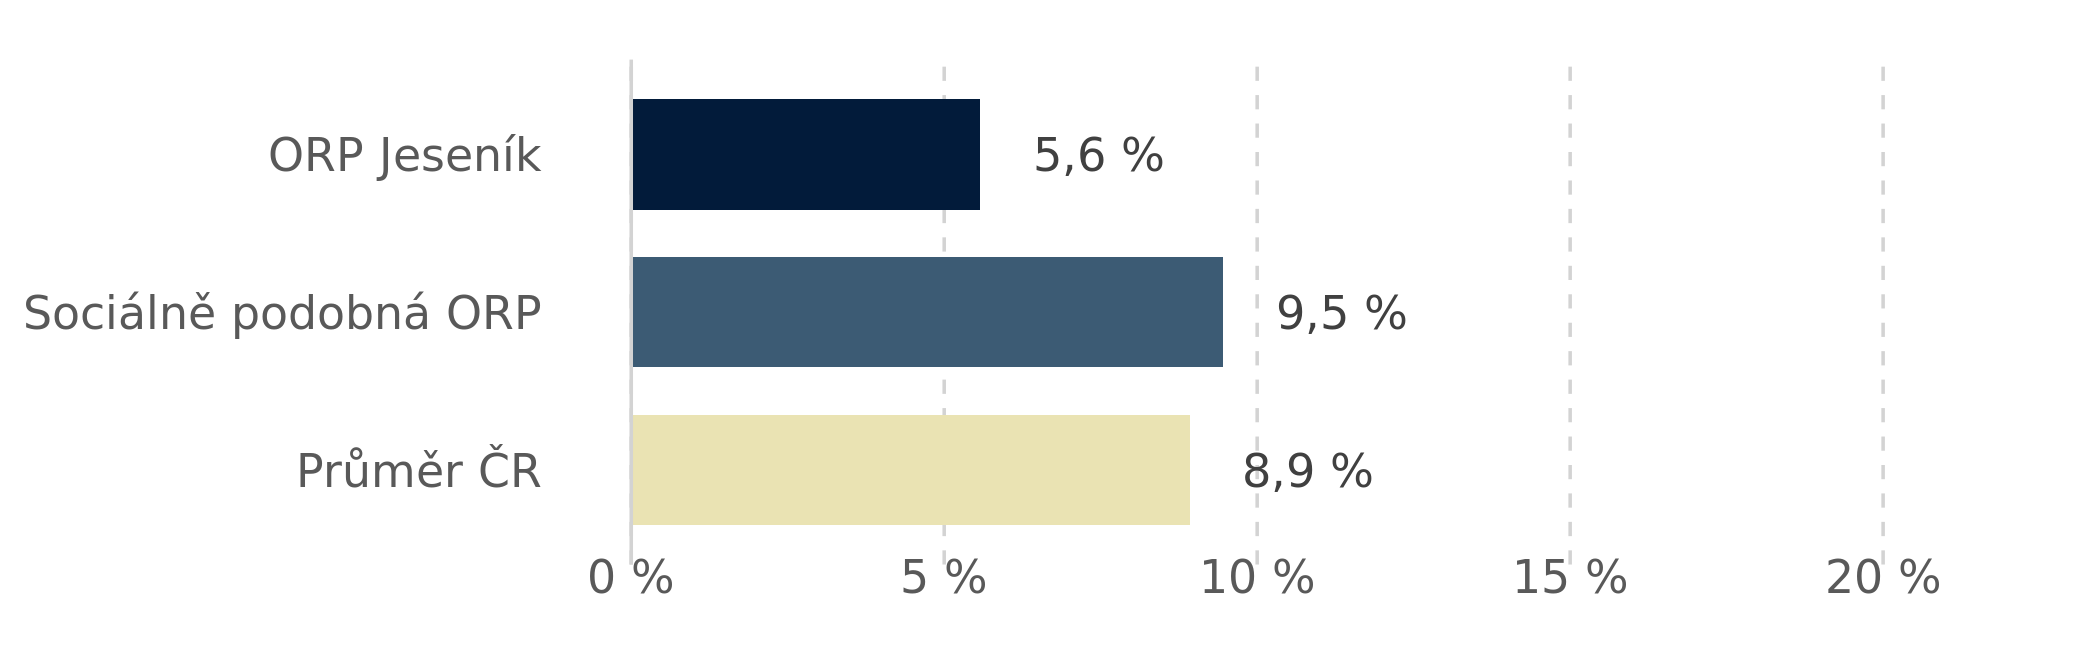 ORP Jeseník
5,6 %
Sociálně podobná ORP
9,5 %
Průměr ČR
8,9 %
0 % 5 % 10 % 15 % 20 %